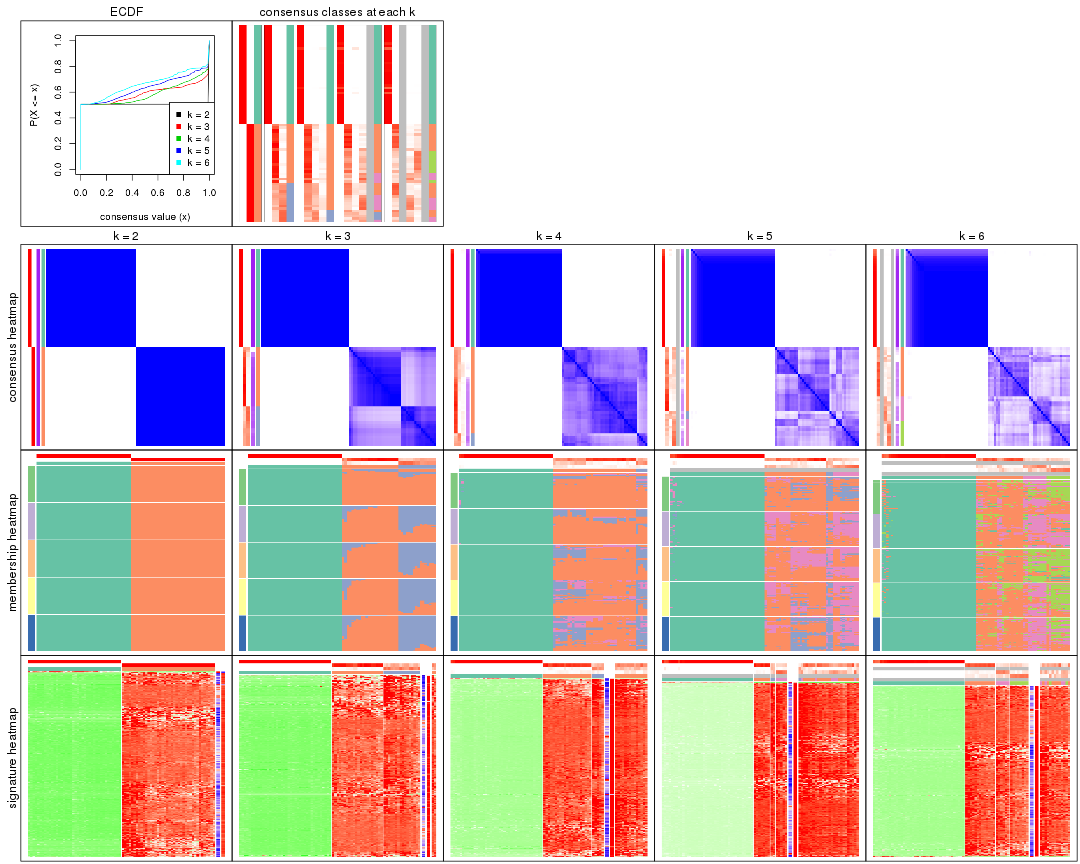 ECDF
consensus classes at each k
P(X <= x)
0.0 0.2 0.4 0.6 0.8 1.0
k = 2
k = 3
k = 4
k = 5
k = 6
0.0 0.2 0.4 0.6 0.8 1.0
consensus value (x)
k = 2
k = 3
k = 4
k = 5
k = 6
consensus heatmap
membership heatmap
signature heatmap